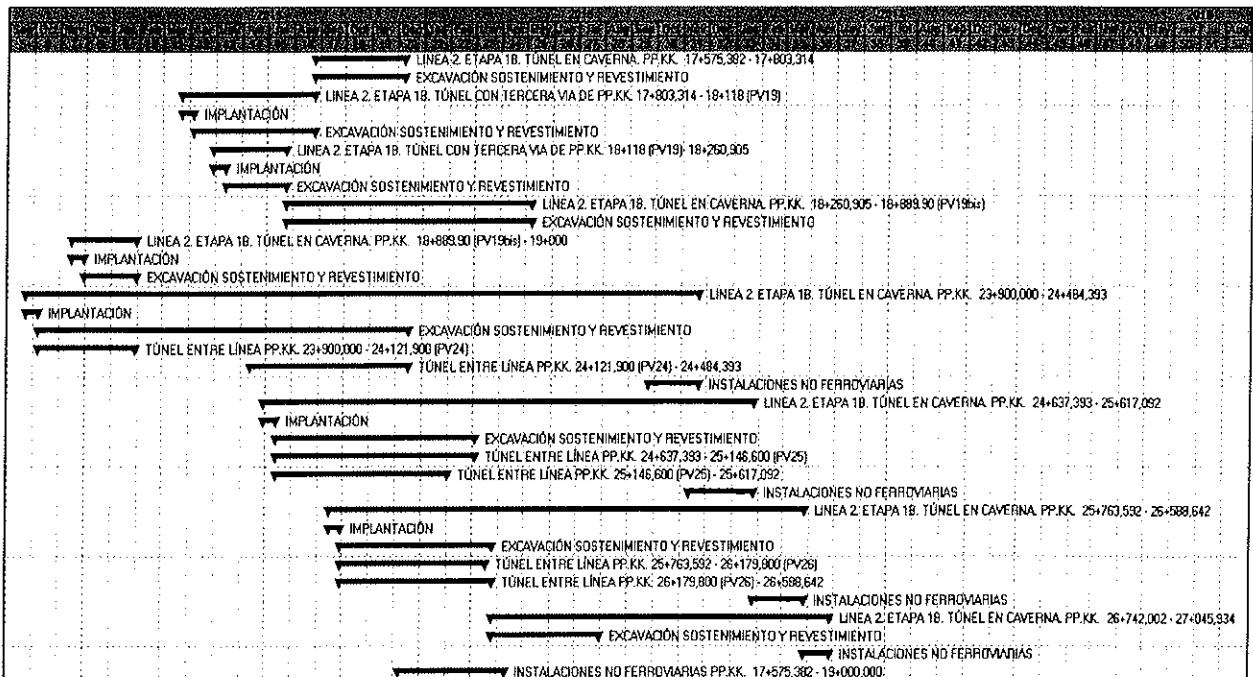 LINEA 2. ETAPA 1B. TÚNEL EN CAVERNA. PP.KK. 17+575,382 - 17+803,314
EXCAVACIÓN SOSTENIMIENTO Y REVESTIMIENTO
LINEA 2. ETAPA 1B. TÚNEL CON TERCERA VIA DE PP.KK. 17+803,314 - 18+118 (PV19)
IMPLANTACIÓN
EXCAVACIÓN SOSTENIMIENTO Y REVESTIMIENTO
LINEA 2. ETAPA 1B. TÚNEL CON TERCERA VIA DE PP.KK. 18+118 (PV19)- 18+260,905
IMPLANTACIÓN
EXCAVACIÓN SOSTENIMIENTO Y REVESTIMIENTO
LINEA 2. ETAPA 1B. TÚNEL EN CAVERNA. PP.KK. 18+260,905 - 18+889.90 (PV19bis)
EXCAVACIÓN SOSTENIMIENTO Y REVESTIMIENTO
LINEA 2. ETAPA 1B. TÚNEL EN CAVERNA. PP.KK. 18+889.90 (PV19bis) - 19+000
IMPLANTACIÓN
EXCAVACIÓN SOSTENIMIENTO Y REVESTIMIENTO
LINEA 2. ETAPA 1B. TÚNEL EN CAVERNA. PP.KK. 23+900,000 - 24+484,393
IMPLANTACIÓN
EXCAVACIÓN SOSTENIMIENTO Y REVESTIMIENTO
TÚNEL ENTRE LÍNEA PP.KK. 23+900,000 - 24+121,900 (PV24)
TÚNEL ENTRE LÍNEA PP.KK. 24+121,900 (PV24) - 24+484,393
INSTALACIONES NO FERROVIARIAS
LINEA 2. ETAPA 1B. TÚNEL EN CAVERNA. PP.KK. 24+637,393 - 25+617,092
IMPLANTACIÓN
EXCAVACIÓN SOSTENIMIENTO Y REVESTIMIENTO
TÚNEL ENTRE LÍNEA PP.KK. 24+637,393 - 25+146,600 (PV25)
TÚNEL ENTRE LÍNEA PP.KK. 25+146,600 (PV25) - 25+617,092
INSTALACIONES NO FERROVIARIAS
LINEA 2. ETAPA 1B. TÚNEL EN CAVERNA. PP.KK. 25+763,592 - 26+588,642
IMPLANTACIÓN
EXCAVACIÓN SOSTENIMIENTO Y REVESTIMIENTO
TÚNEL ENTRE LÍNEA PP.KK. 25+763,592 - 26+179,800 (PV26)
TÚNEL ENTRE LÍNEA PP.KK. 26+179,800 (PV26) - 26+588,642
INSTALACIONES NO FERROVIARIAS
LINEA 2. ETAPA 1B. TÚNEL EN CAVERNA. PP.KK. 26+742,002 - 27+045,934
EXCAVACIÓN SOSTENIMIENTO Y REVESTIMIENTO
INSTALACIONES NO FERROVIARIAS
INSTALACIONES NO FERROVIARIAS PP.KK. 17+575,382 - 19+000,000